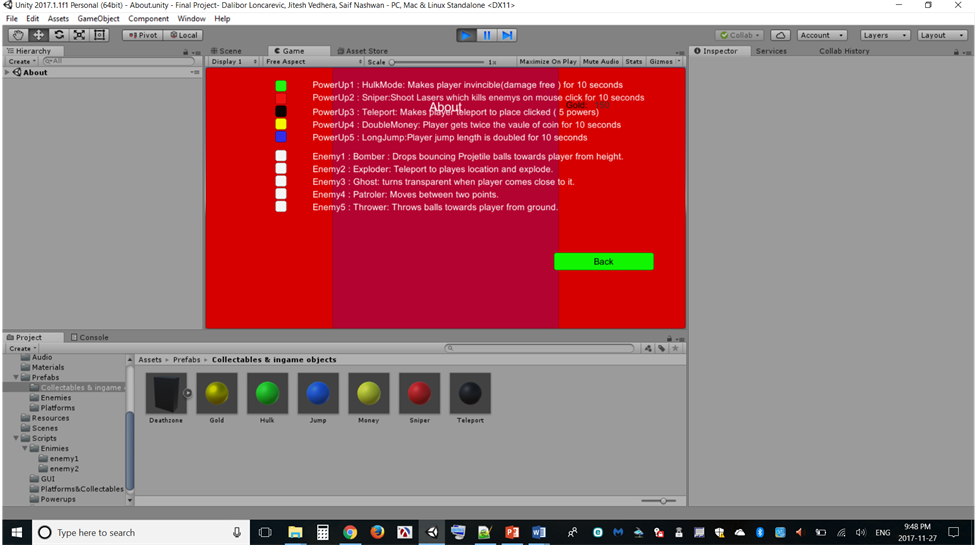 Unity 2017.1.1f1 Personal (64bit) - About.unity - Final Project- Dalibor Loncarevic, Jitesh Vedhera, Saif Nashwan - PC, Mac & Linux Standalone <DX11>
File Edit Assets GameObject Component Window Help
Pivot Local Collab Account Layers Layout
Hierarchy Scene Game Asset Store Inspector Services Collab History
Create All Display 1 Free Aspect Scale 1x Maximize On Play Mute Audio Stats Gizmos
About
PowerUp1 : HulkMode: Makes player invincible(damage free ) for 10 seconds
PowerUp2 : Sniper:Shoot Lasers which kills enemys on mouse click for 10 seconds
About
PowerUp3 : Teleport: Makes player teleport to place clicked ( 5 powers)
PowerUp4 : DoubleMoney: Player gets twice the vaule of coin for 10 seconds
PowerUp5 : LongJump:Player jump length is doubled for 10 seconds
Enemy1 : Bomber : Drops bouncing Projetile balls towards player from height.
Enemy2 : Exploder: Teleport to playes location and explode.
Enemy3 : Ghost: turns transparent when player comes close to it.
Enemy4 : Patroler: Moves between two points.
Enemy5 : Thrower: Throws balls towards player from ground.
Back
Project Console
Create
Audio
Materials
Prefabs
Collectables & ingame
Enemies
Platforms
Resources
Scenes
Scripts
Enimies
enemy1
enemy2
GUI
Platforms&Collectables
Powerups
Assets Prefabs Collectables & ingame objects
Deathzone Gold Hulk Jump Money Sniper Teleport
Type here to search
ENG
9:48 PM
2017-11-27